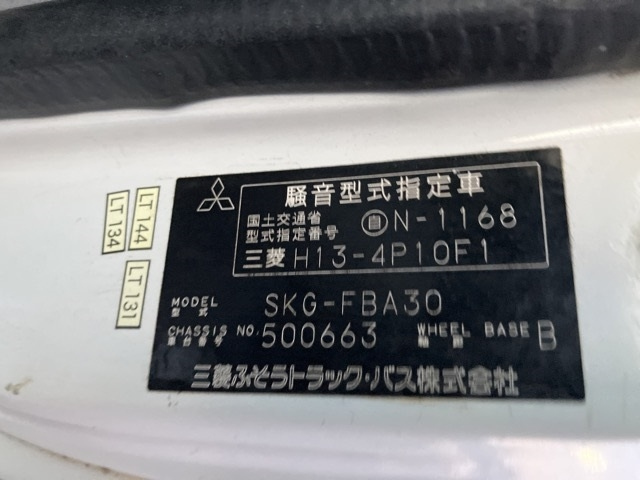 騒音型式指定車
国土交通省
型式指定番号 自N-1168
三菱 H13-4P10F1
MODEL
型式 SKG-FBA30
CHASSIS NO.
車台番号 500663 WHEEL BASE
軸距 B
三菱ふそうトラック・バス株式会社
LT 144
LT 134
LT 131